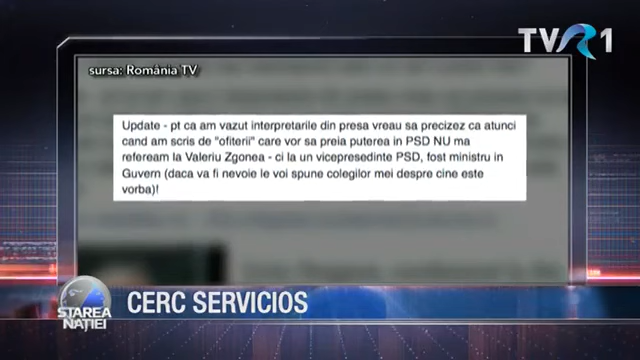 TVR1
sursa: România TV
Update - pt ca am vazut interpretarile din presa vreau sa precizez ca atunci
cand am scris de "ofiterii" care vor sa preia puterea in PSD NU ma
refeream la Valeriu Zgonea - ci la un vicepresedinte PSD, fost ministru in
Guvern (daca va fi nevoie le voi spune colegilor mei despre cine este
vorba)!
STAREA
NAȚIEI
CERC SERVICIOS